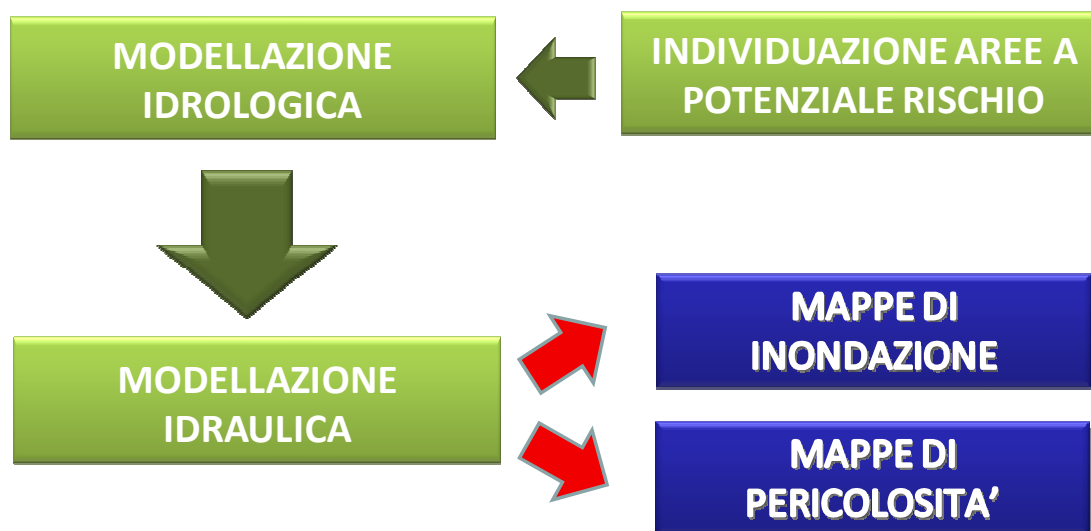 MODELLAZIONE
IDROLOGICA
INDIVIDUAZIONE AREE A
POTENZIALE RISCHIO
MODELLAZIONE
IDRAULICA
MAPPE DI
INONDAZIONE
MAPPE DI
PERICOLOSITA’